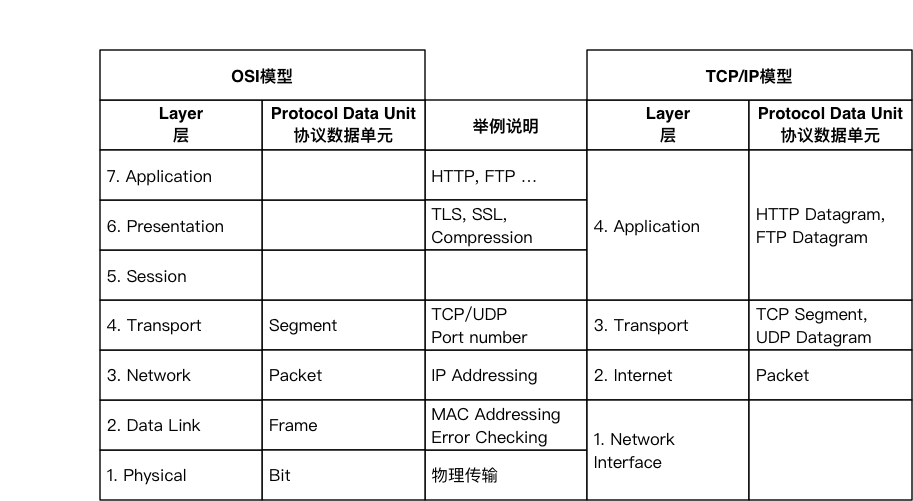 OSI模型
TCP/IP模型
Layer
层
Protocol Data Unit
协议数据单元
举例说明
Layer
层
Protocol Data Unit
协议数据单元
7. Application
HTTP, FTP ...
6. Presentation
TLS, SSL,
Compression
4. Application
HTTP Datagram,
FTP Datagram
5. Session
4. Transport
Segment
TCP/UDP
Port number
3. Transport
TCP Segment,
UDP Datagram
3. Network
Packet
IP Addressing
2. Internet
Packet
2. Data Link
Frame
MAC Addressing
Error Checking
1. Network
Interface
1. Physical
Bit
物理传输